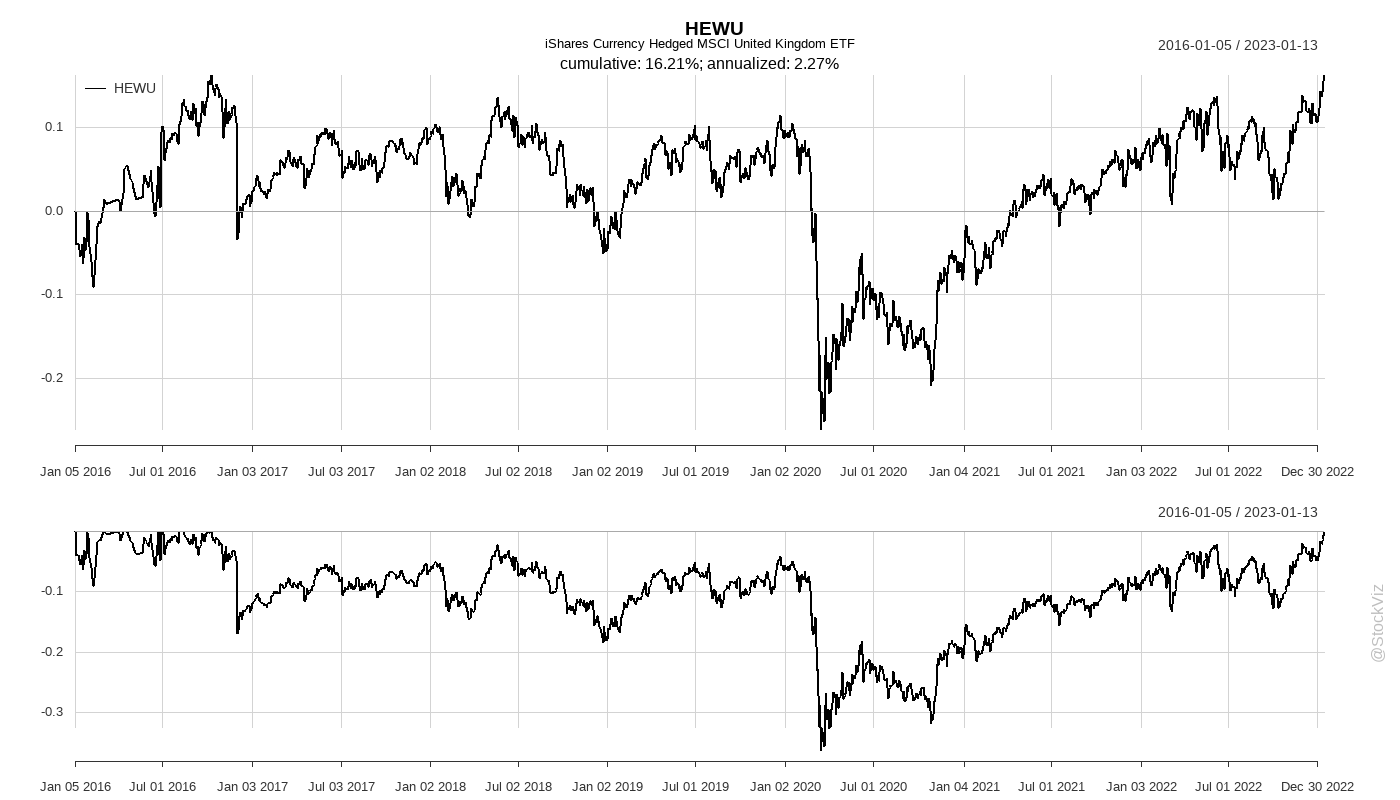 HEWU
iShares Currency Hedged MSCI United Kingdom ETF
2016-01-05 / 2023-01-13
cumulative: 16.21%; annualized: 2.27%
HEWU
0.1
0.0
-0.1
-0.2
Jan 05 2016 Jul 01 2016 Jan 03 2017 Jul 03 2017 Jan 02 2018 Jul 02 2018 Jan 02 2019 Jul 01 2019 Jan 02 2020 Jul 01 2020 Jan 04 2021 Jul 01 2021 Jan 03 2022 Jul 01 2022 Dec 30 2022
2016-01-05 / 2023-01-13
-0.1
-0.2
-0.3
Jan 05 2016 Jul 01 2016 Jan 03 2017 Jul 03 2017 Jan 02 2018 Jul 02 2018 Jan 02 2019 Jul 01 2019 Jan 02 2020 Jul 01 2020 Jan 04 2021 Jul 01 2021 Jan 03 2022 Jul 01 2022 Dec 30 2022
@StockViz